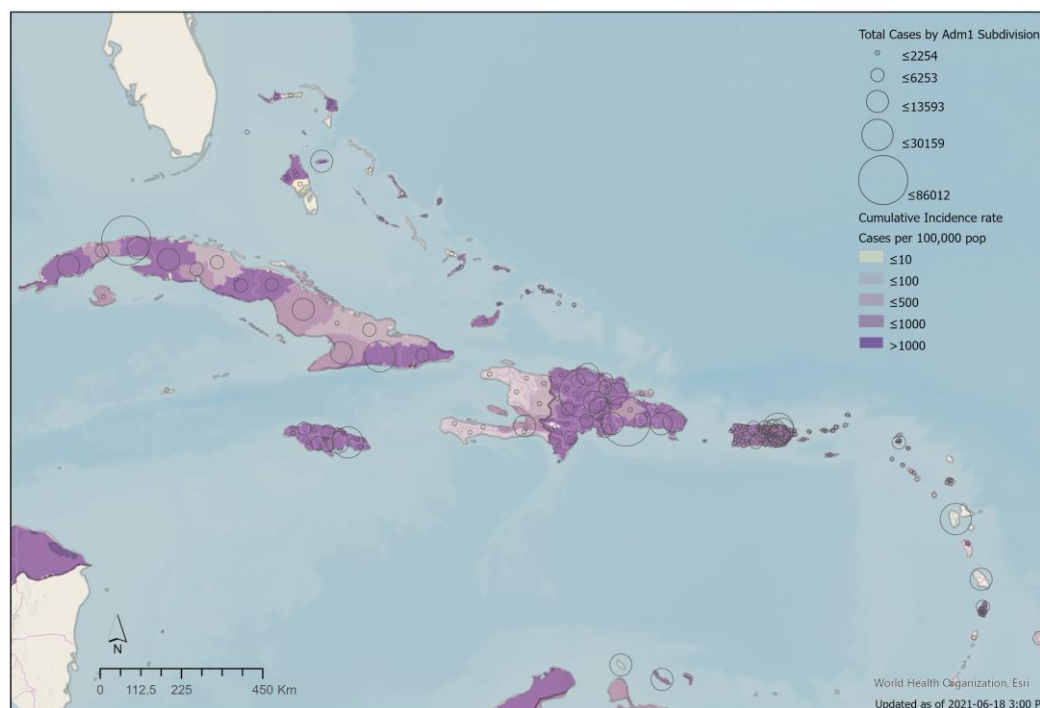 Total Cases by Adm1 Subdivision
≤2254
≤6253
≤13593
≤30159
≤86012
Cumulative Incidence rate
Cases per 100,000 pop
≤10
≤100
≤500
≤1000
>1000
N
0 112.5 225 450 Km
World Health Organization, Esri
Updated as of 2021-06-18 3:00 P